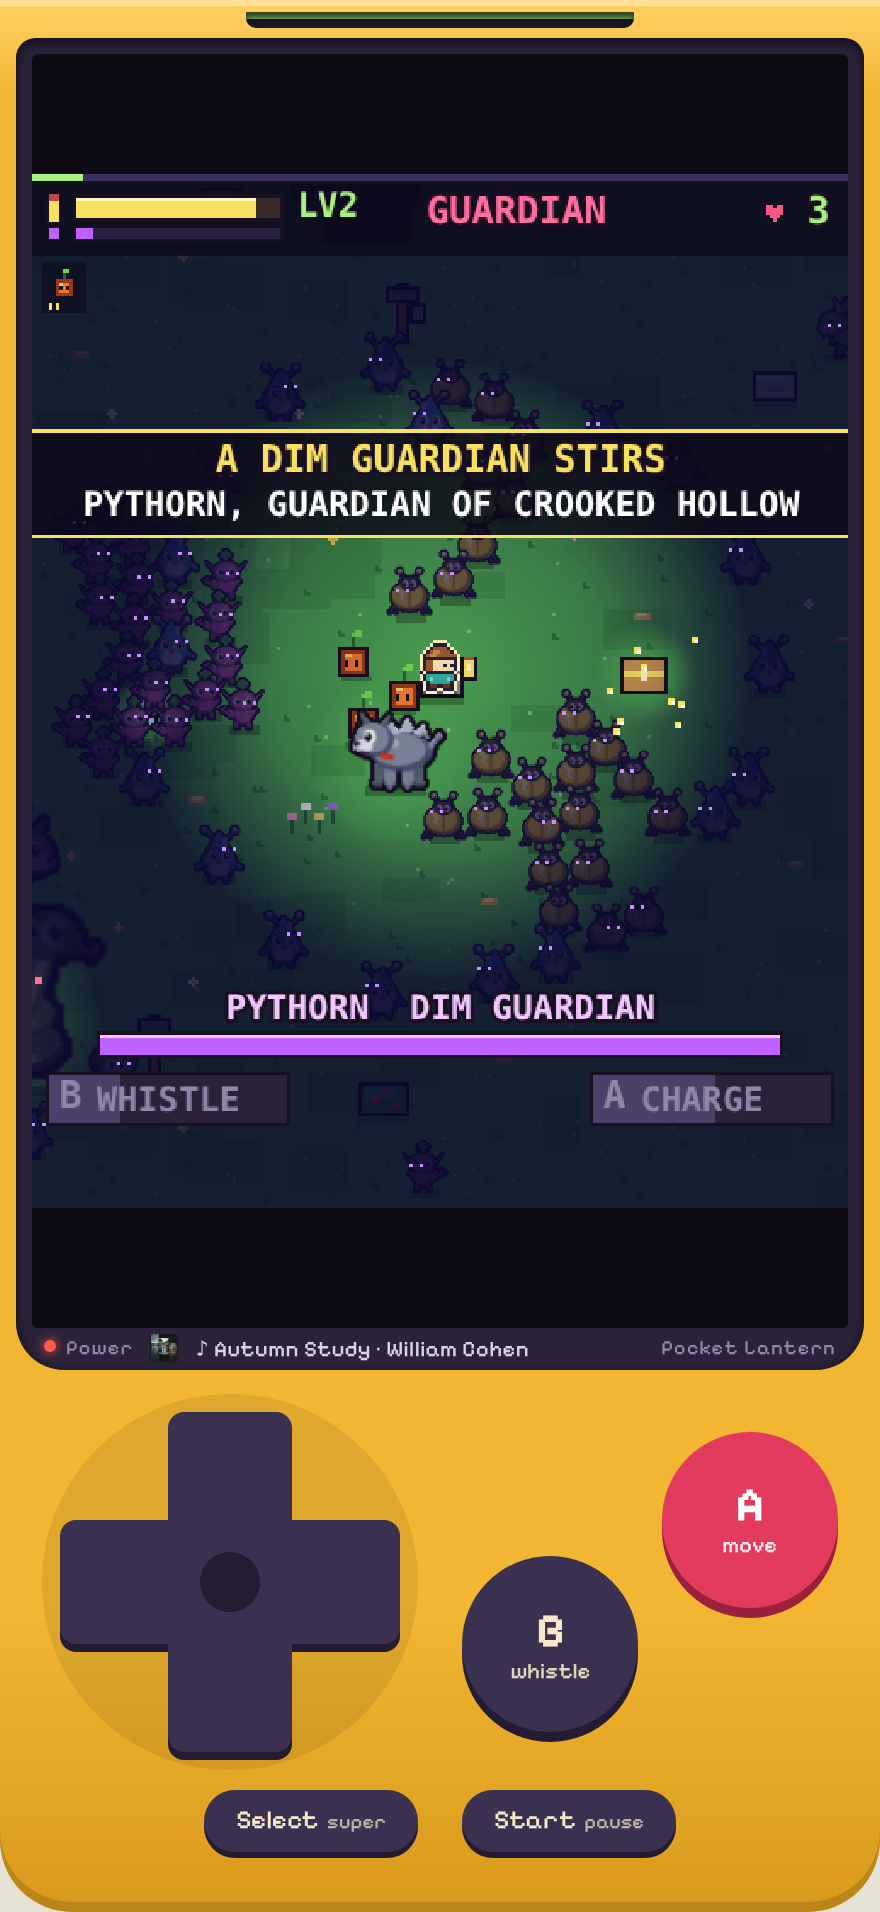 LV2 GUARDIAN 3
A DIM GUARDIAN STIRS
PYTHORN, GUARDIAN OF CROOKED HOLLOW
PYTHORN DIM GUARDIAN
B WHISTLE A CHARGE
Power ♪ Autumn Study · William Cohen Pocket Lantern
A
move
B
whistle
Select super Start pause